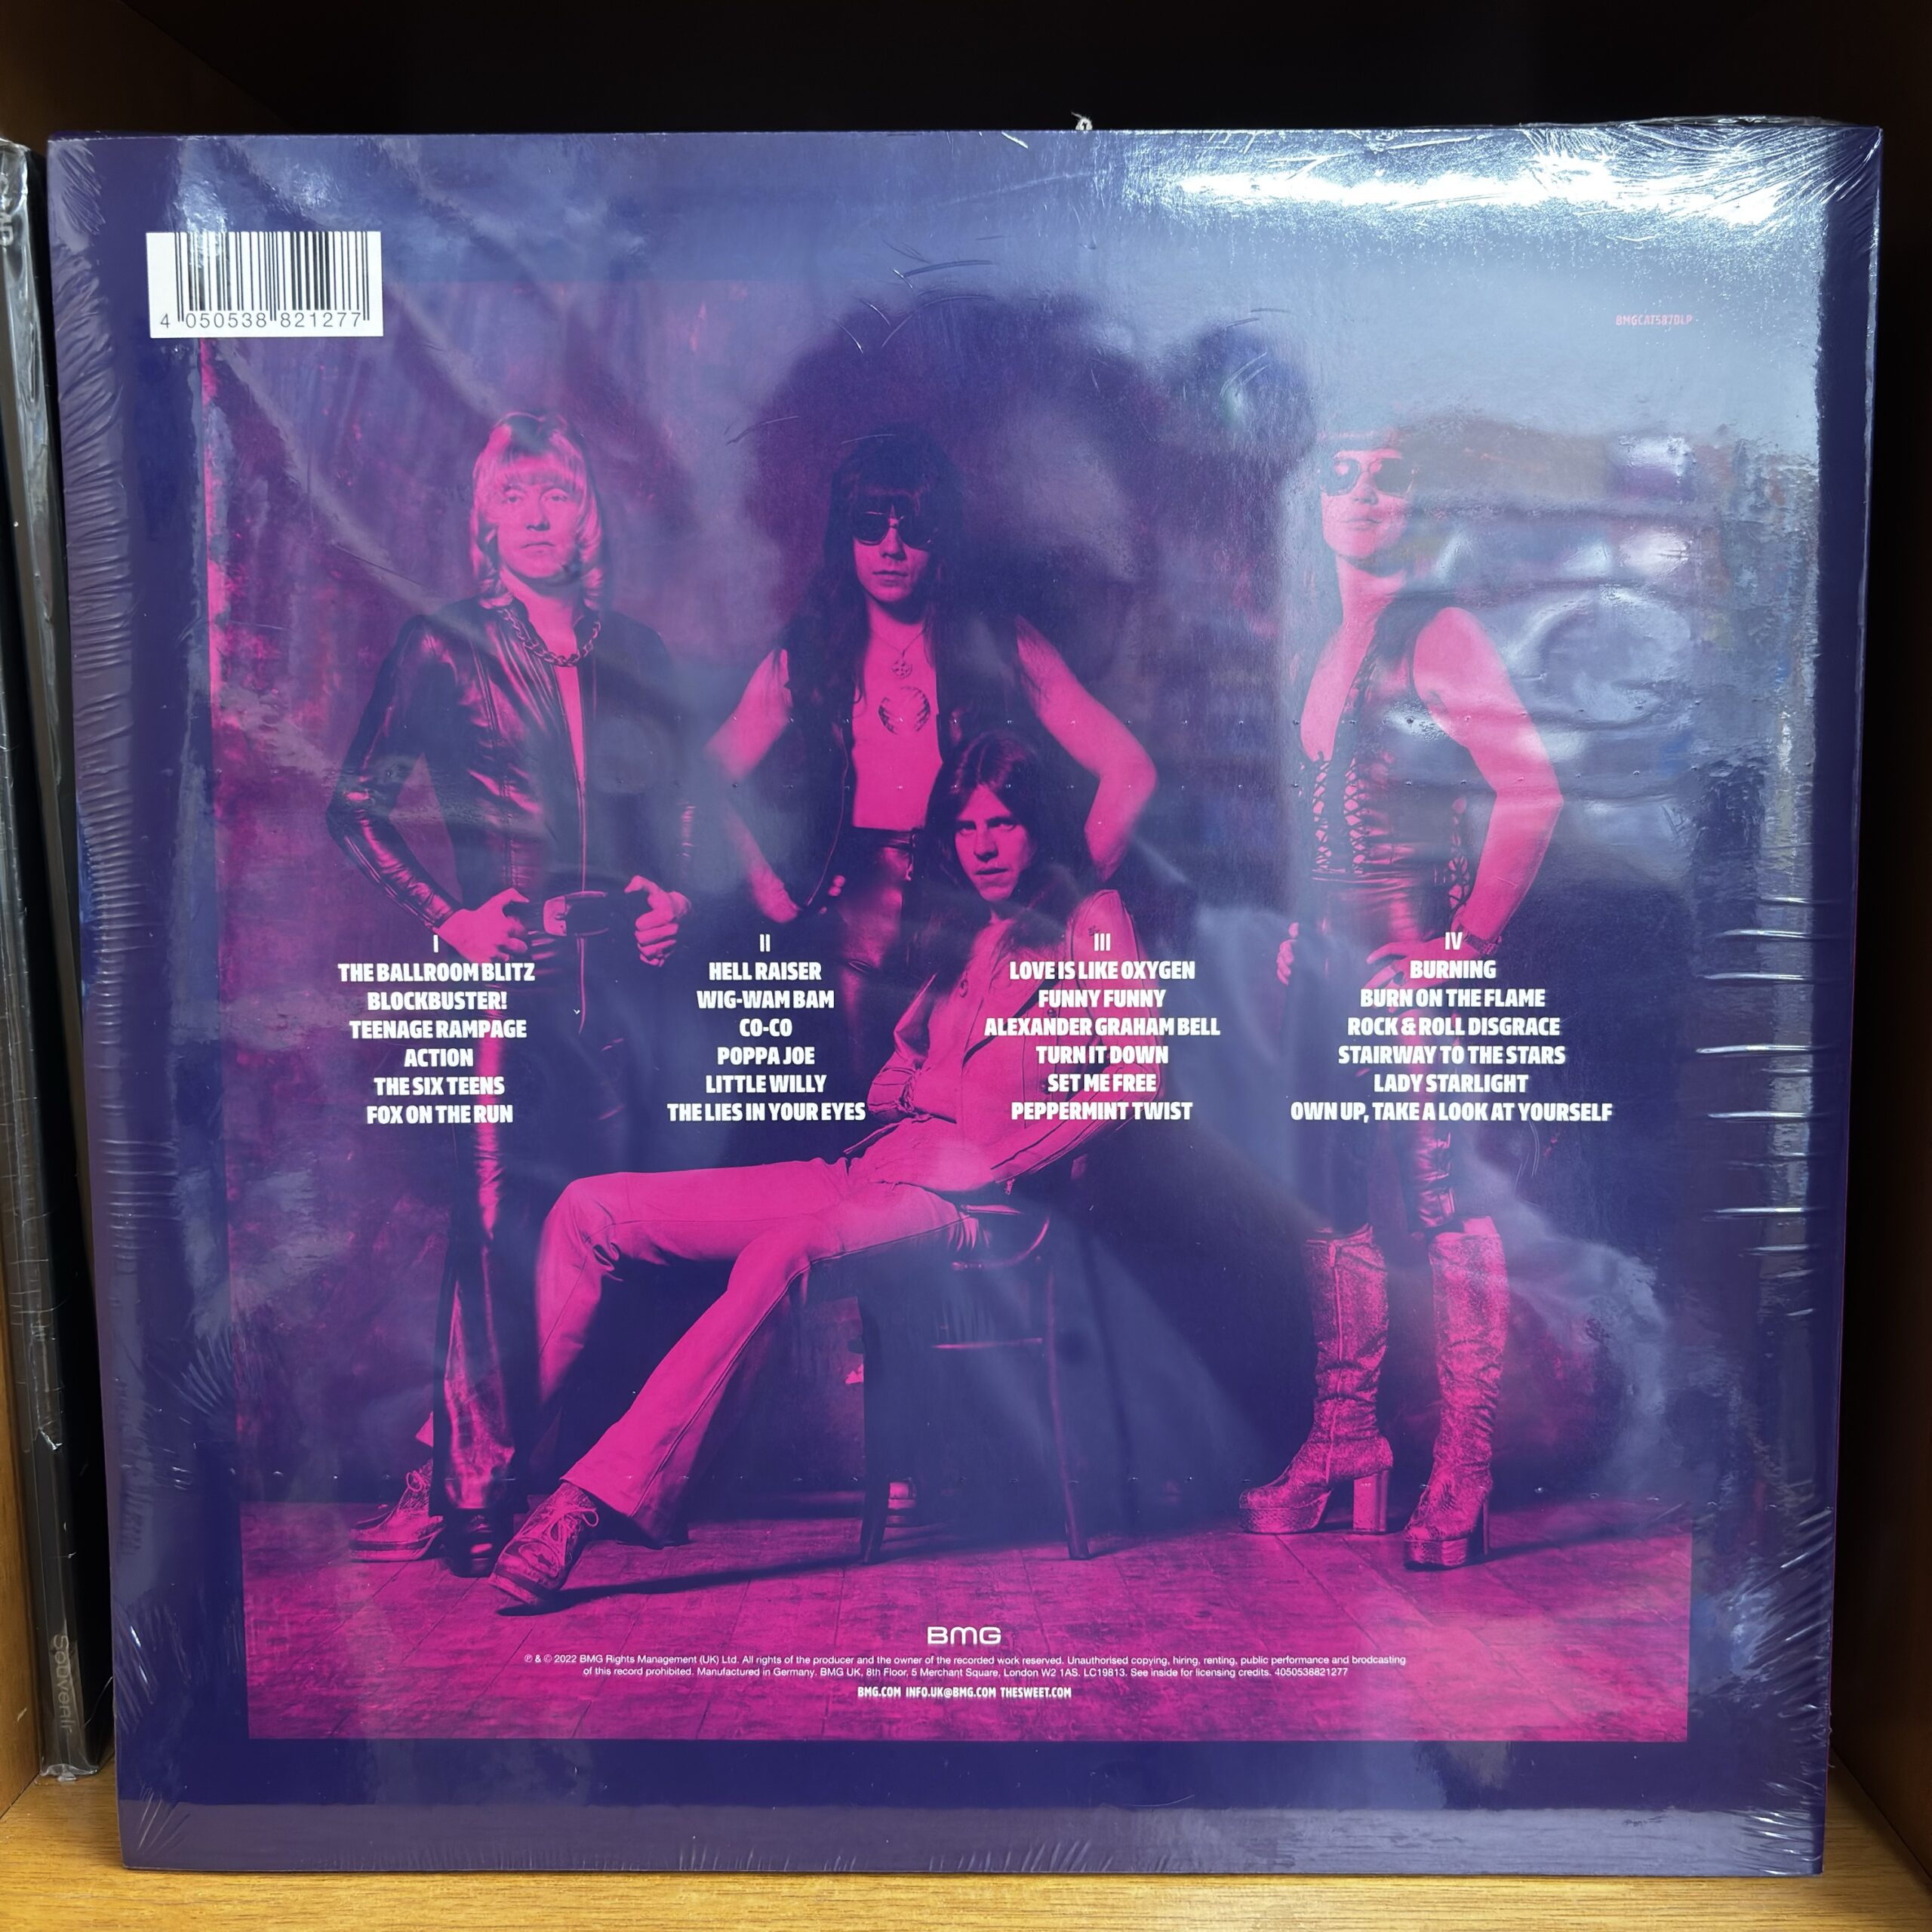 4 050538 821277
BMGCAT587DLP
I
THE BALLROOM BLITZ
BLOCKBUSTER!
TEENAGE RAMPAGE
ACTION
THE SIX TEENS
FOX ON THE RUN
II
HELL RAISER
WIG-WAM BAM
CO-CO
POPPA JOE
LITTLE WILLY
THE LIES IN YOUR EYES
III
LOVE IS LIKE OXYGEN
FUNNY FUNNY
ALEXANDER GRAHAM BELL
TURN IT DOWN
SET ME FREE
PEPPERMINT TWIST
IV
BURNING
BURN ON THE FLAME
ROCK & ROLL DISGRACE
STAIRWAY TO THE STARS
LADY STARLIGHT
OWN UP, TAKE A LOOK AT YOURSELF
BMG
℗ & © 2022 BMG Rights Management (UK) Ltd. All rights of the producer and the owner of the recorded work reserved. Unauthorised copying, hiring, renting, public performance and brodcasting
of this record prohibited. Manufactured in Germany. BMG UK, 8th Floor, 5 Merchant Square, London W2 1AS. LC19813. See inside for licensing credits. 4050538821277
BMG.COM INFO.UK@BMG.COM THESWEET.COM
Souvenir